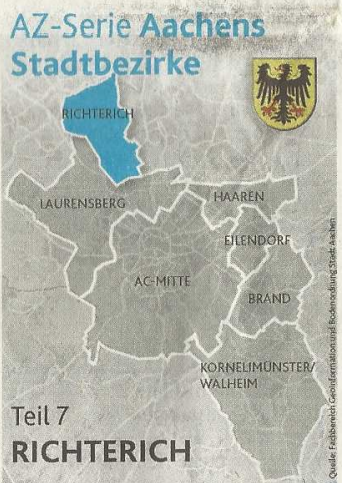 AZ-Serie Aachens
Stadtbezirke
RICHTERICH
LAURENSBERG
HAAREN
EILENDORF
AC-MITTE
BRAND
KORNELIMÜNSTER/
WALHEIM
Teil 7
RICHTERICH
Quelle: Fachbereich Geoinformation und Bodenordnung Stadt Aachen